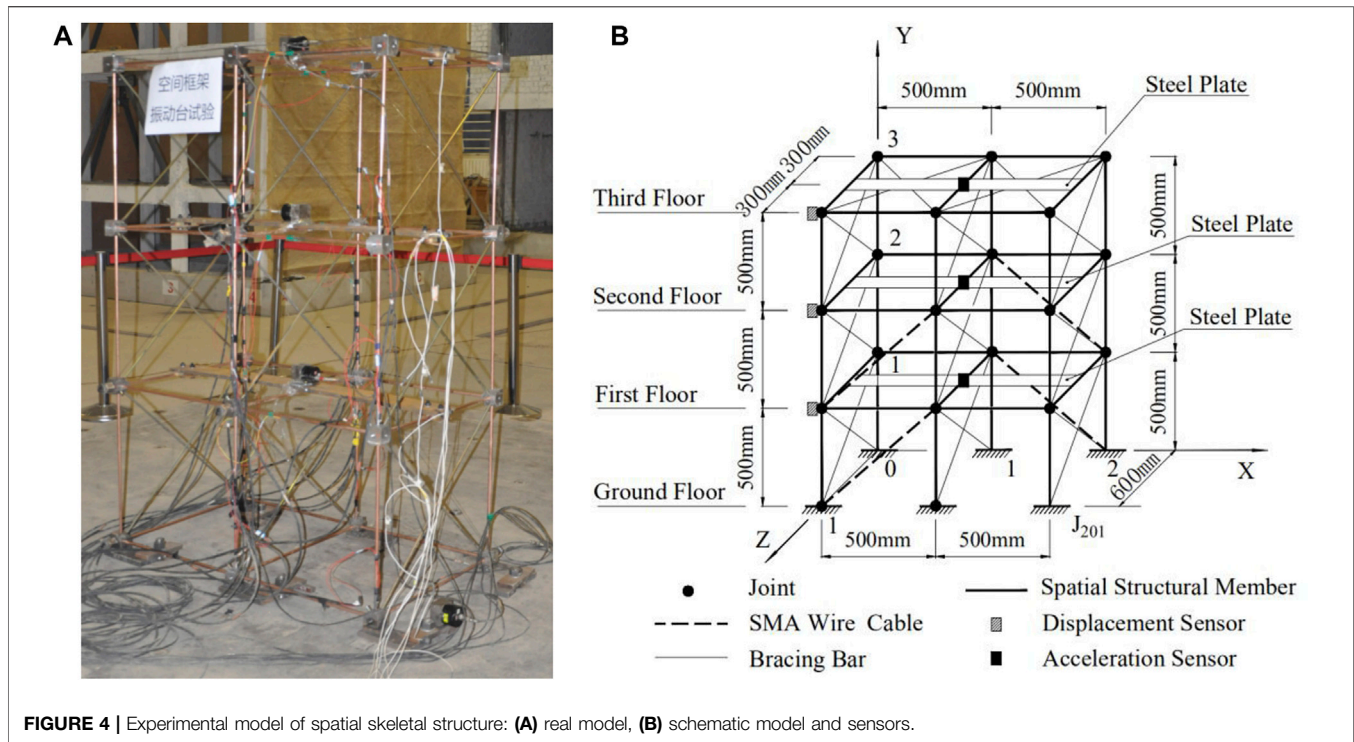 A
空间框架
振动台试验
3
4
B
Y
500mm
500mm
Steel Plate
300mm
300mm
3
Third Floor
500mm
500mm
Steel Plate
2
Second Floor
500mm
500mm
Steel Plate
1
First Floor
500mm
500mm
0
1
2
X
600mm
Ground Floor
1
Z
J201
500mm
500mm
Joint
Spatial Structural Member
SMA Wire Cable
Displacement Sensor
Bracing Bar
Acceleration Sensor
FIGURE 4 | Experimental model of spatial skeletal structure: (A) real model, (B) schematic model and sensors.